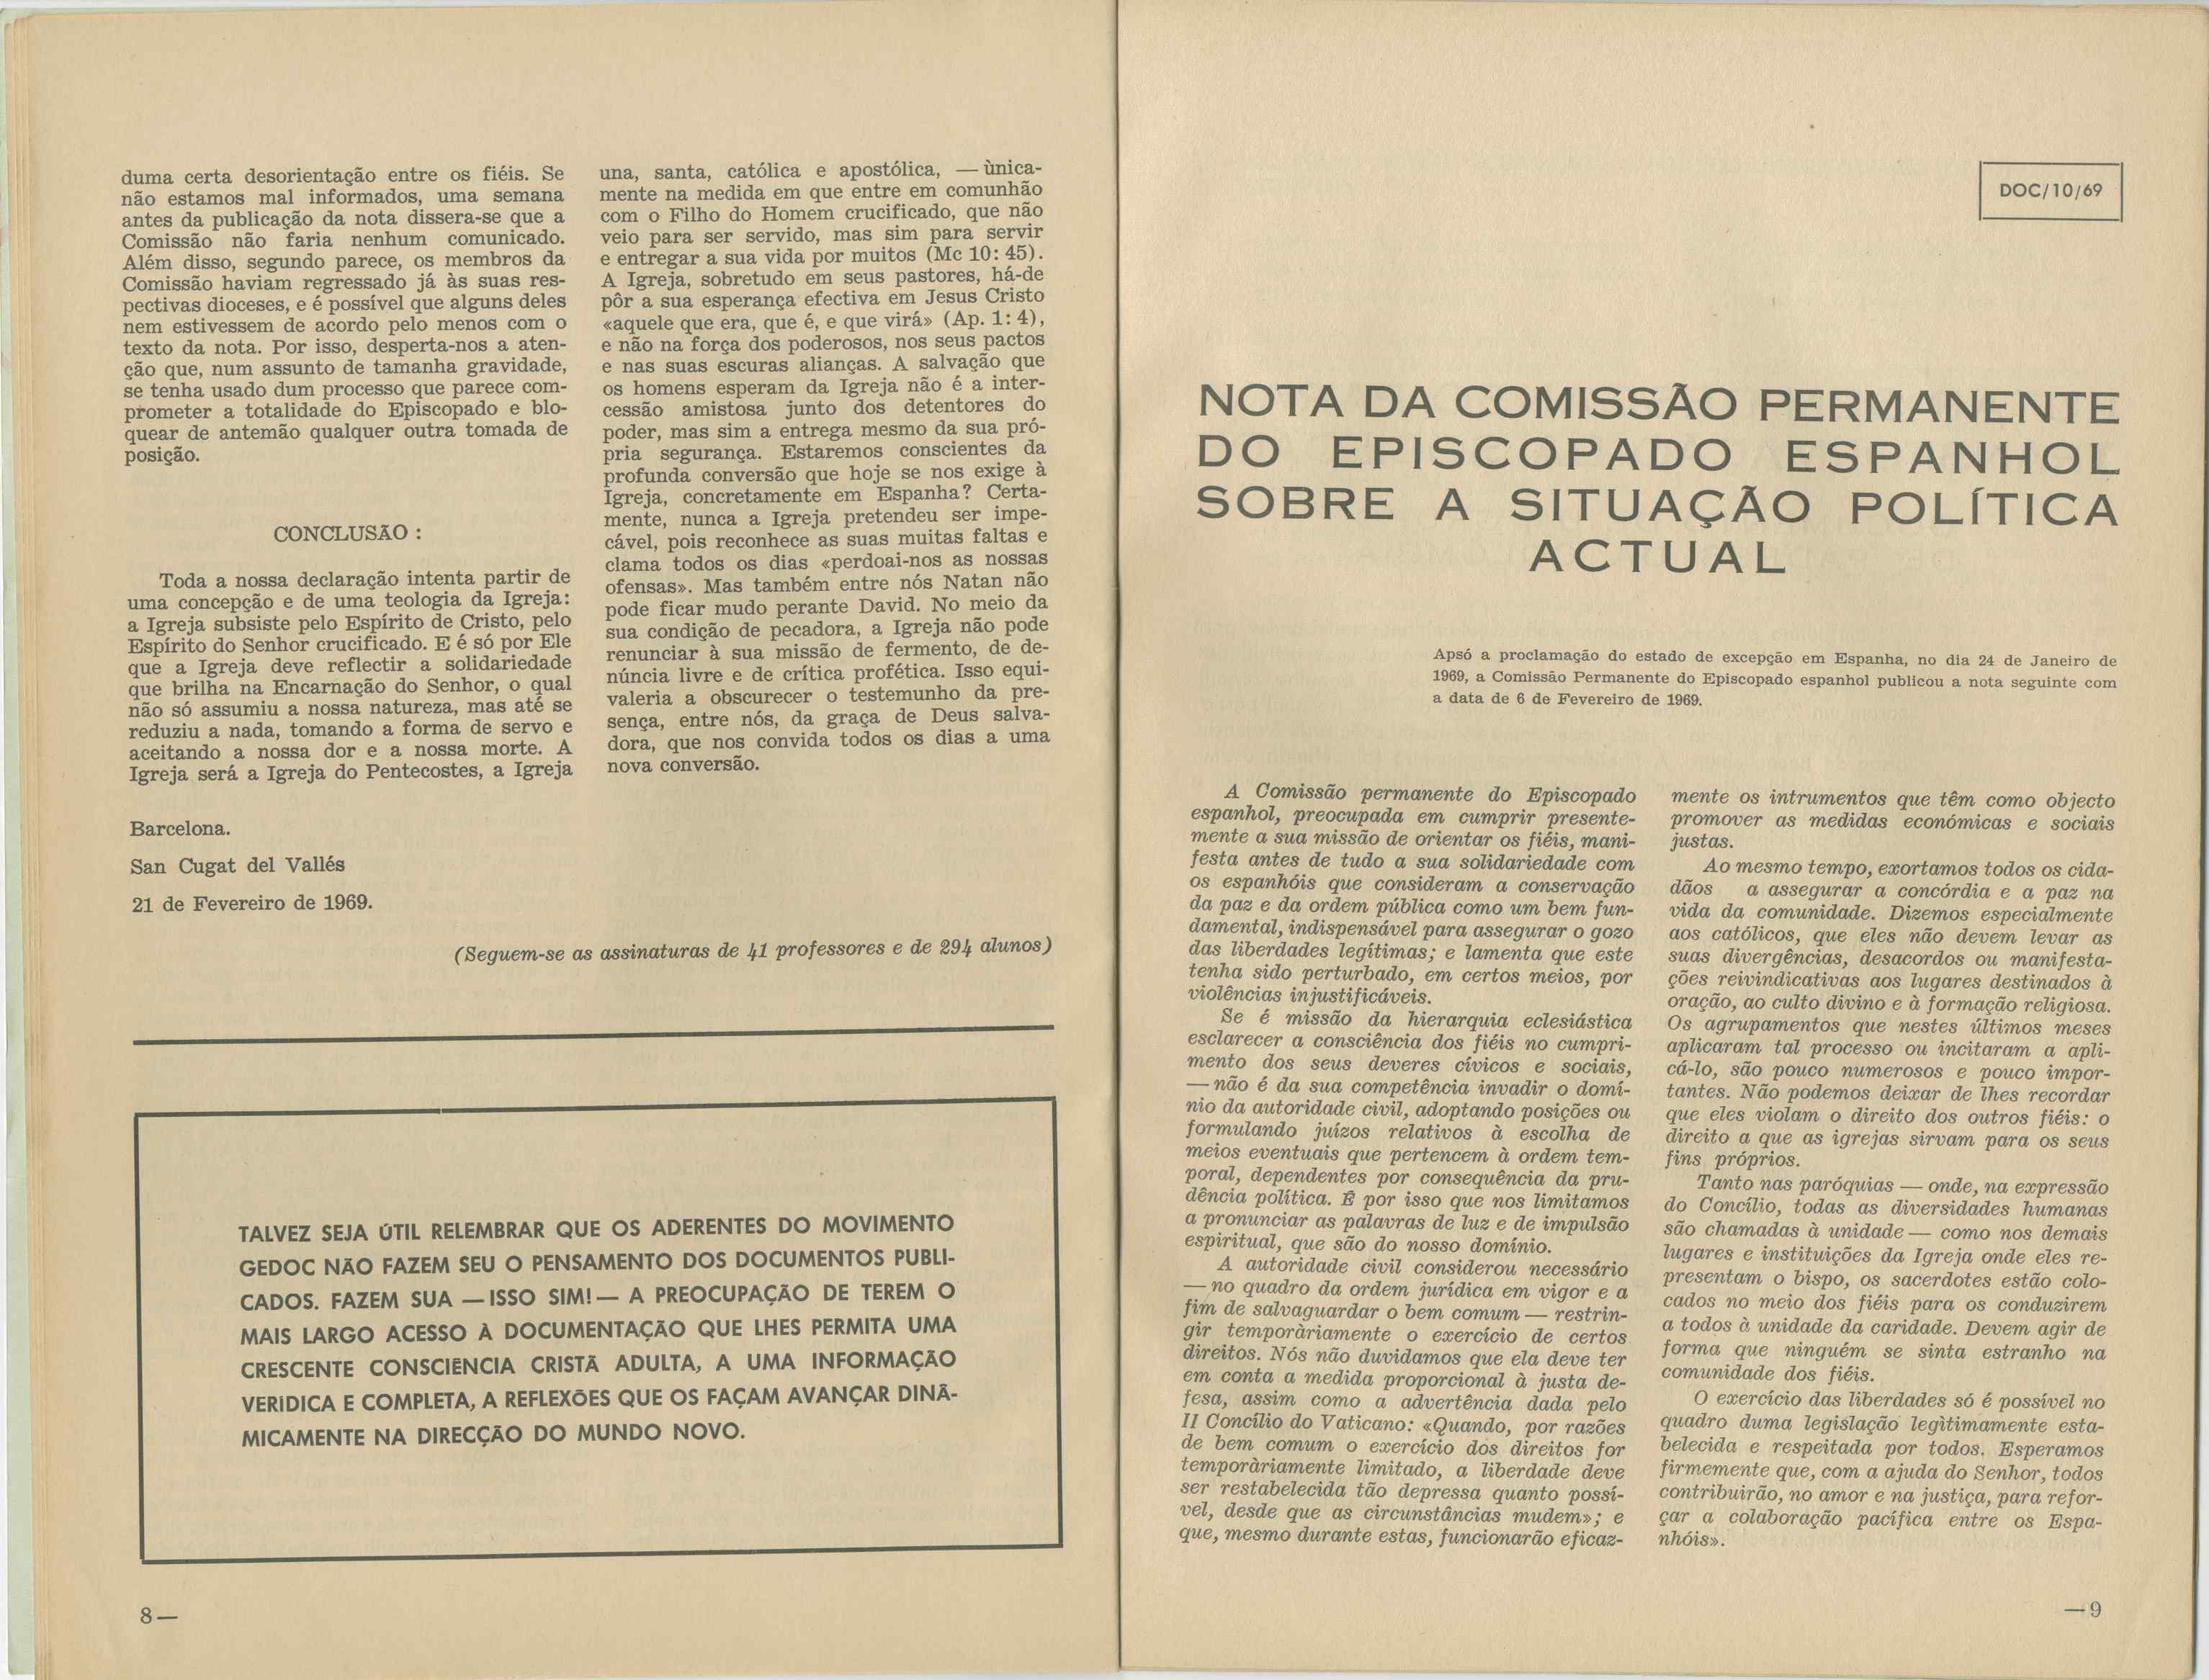 duma certa desorientação entre os fiéis. Se
não estamos mal informados, uma semana
antes da publicação da nota dissera-se que a
Comissão não faria nenhum comunicado.
Além disso, segundo parece, os membros da
Comissão haviam regressado já às suas res-
pectivas dioceses, e é possível que alguns deles
nem estivessem de acordo pelo menos com o
texto da nota. Por isso, desperta-nos a aten-
ção que, num assunto de tamanha gravidade,
se tenha usado dum processo que parece com-
prometer a totalidade do Episcopado e blo-
quear de antemão qualquer outra tomada de
posição.
CONCLUSÃO :
Toda a nossa declaração intenta partir de
uma concepção e de uma teologia da Igreja:
a Igreja subsiste pelo Espírito de Cristo, pelo
Espírito do Senhor crucificado. E é só por Ele
que a Igreja deve reflectir a solidariedade
que brilha na Encarnação do Senhor, o qual
não só assumiu a nossa natureza, mas até se
reduziu a nada, tomando a forma de servo e
aceitando a nossa dor e a nossa morte. A
Igreja será a Igreja do Pentecostes, a Igreja
una, santa, católica e apostólica, — ùnica-
mente na medida em que entre em comunhão
com o Filho do Homem crucificado, que não
veio para ser servido, mas sim para servir
e entregar a sua vida por muitos (Mc 10: 45).
A Igreja, sobretudo em seus pastores, há-de
pôr a sua esperança efectiva em Jesus Cristo
«aquele que era, que é, e que virá» (Ap. 1: 4),
e não na força dos poderosos, nos seus pactos
e nas suas escuras alianças. A salvação que
os homens esperam da Igreja não é a inter-
cessão amistosa junto dos detentores do
poder, mas sim a entrega mesmo da sua pró-
pria segurança. Estaremos conscientes da
profunda conversão que hoje se nos exige à
Igreja, concretamente em Espanha? Certa-
mente, nunca a Igreja pretendeu ser impe-
cável, pois reconhece as suas muitas faltas e
clama todos os dias «perdoai-nos as nossas
ofensas». Mas também entre nós Natan não
pode ficar mudo perante David. No meio da
sua condição de pecadora, a Igreja não pode
renunciar à sua missão de fermento, de de-
núncia livre e de crítica profética. Isso equi-
valeria a obscurecer o testemunho da pre-
sença, entre nós, da graça de Deus salva-
dora, que nos convida todos os dias a uma
nova conversão.
Barcelona.
San Cugat del Vallés
21 de Fevereiro de 1969.
(Seguem-se as assinaturas de 41 professores e de 294 alunos)
TALVEZ SEJA ÚTIL RELEMBRAR QUE OS ADERENTES DO MOVIMENTO
GEDOC NÃO FAZEM SEU O PENSAMENTO DOS DOCUMENTOS PUBLI-
CADOS. FAZEM SUA — ISSO SIM! — A PREOCUPAÇÃO DE TEREM O
MAIS LARGO ACESSO À DOCUMENTAÇÃO QUE LHES PERMITA UMA
CRESCENTE CONSCIÊNCIA CRISTÃ ADULTA, A UMA INFORMAÇÃO
VERIDICA E COMPLETA, A REFLEXÕES QUE OS FAÇAM AVANÇAR DINÂ-
MICAMENTE NA DIRECÇÃO DO MUNDO NOVO.
8 —
DOC/10/69
NOTA DA COMISSÃO PERMANENTE
DO EPISCOPADO ESPANHOL
SOBRE A SITUAÇÃO POLÍTICA
ACTUAL
Apsó a proclamação do estado de excepção em Espanha, no dia 24 de Janeiro de
1969, a Comissão Permanente do Episcopado espanhol publicou a nota seguinte com
a data de 6 de Fevereiro de 1969.
A Comissão permanente do Episcopado
espanhol, preocupada em cumprir presente-
mente a sua missão de orientar os fiéis, mani-
festa antes de tudo a sua solidariedade com
os espanhóis que consideram a conservação
da paz e da ordem pública como um bem fun-
damental, indispensável para assegurar o gozo
das liberdades legítimas; e lamenta que este
tenha sido perturbado, em certos meios, por
violências injustificáveis.
Se é missão da hierarquia eclesiástica
esclarecer a consciência dos fiéis no cumpri-
mento dos seus deveres cívicos e sociais,
— não é da sua competência invadir o domí-
nio da autoridade civil, adoptando posições ou
formulando juízos relativos à escolha de
meios eventuais que pertencem à ordem tem-
poral, dependentes por consequência da pru-
dência política. É por isso que nos limitamos
a pronunciar as palavras de luz e de impulsão
espiritual, que são do nosso domínio.
A autoridade civil considerou necessário
— no quadro da ordem jurídica em vigor e a
fim de salvaguardar o bem comum — restrin-
gir temporàriamente o exercício de certos
direitos. Nós não duvidamos que ela deve ter
em conta a medida proporcional à justa de-
fesa, assim como a advertência dada pelo
II Concílio do Vaticano: «Quando, por razões
de bem comum o exercício dos direitos for
temporàriamente limitado, a liberdade deve
ser restabelecida tão depressa quanto possí-
vel, desde que as circunstâncias mudem»; e
que, mesmo durante estas, funcionarão eficaz-
mente os intrumentos que têm como objecto
promover as medidas económicas e sociais
justas.
Ao mesmo tempo, exortamos todos os cida-
dãos a assegurar a concórdia e a paz na
vida da comunidade. Dizemos especialmente
aos católicos, que eles não devem levar as
suas divergências, desacordos ou manifesta-
ções reivindicativas aos lugares destinados à
oração, ao culto divino e à formação religiosa.
Os agrupamentos que nestes últimos meses
aplicaram tal processo ou incitaram a apli-
cá-lo, são pouco numerosos e pouco impor-
tantes. Não podemos deixar de lhes recordar
que eles violam o direito dos outros fiéis: o
direito a que as igrejas sirvam para os seus
fins próprios.
Tanto nas paróquias — onde, na expressão
do Concílio, todas as diversidades humanas
são chamadas à unidade — como nos demais
lugares e instituições da Igreja onde eles re-
presentam o bispo, os sacerdotes estão colo-
cados no meio dos fiéis para os conduzirem
a todos à unidade da caridade. Devem agir de
forma que ninguém se sinta estranho na
comunidade dos fiéis.
O exercício das liberdades só é possível no
quadro duma legislação legìtimamente esta-
belecida e respeitada por todos. Esperamos
firmemente que, com a ajuda do Senhor, todos
contribuirão, no amor e na justiça, para refor-
çar a colaboração pacífica entre os Espa-
nhóis».
— 9